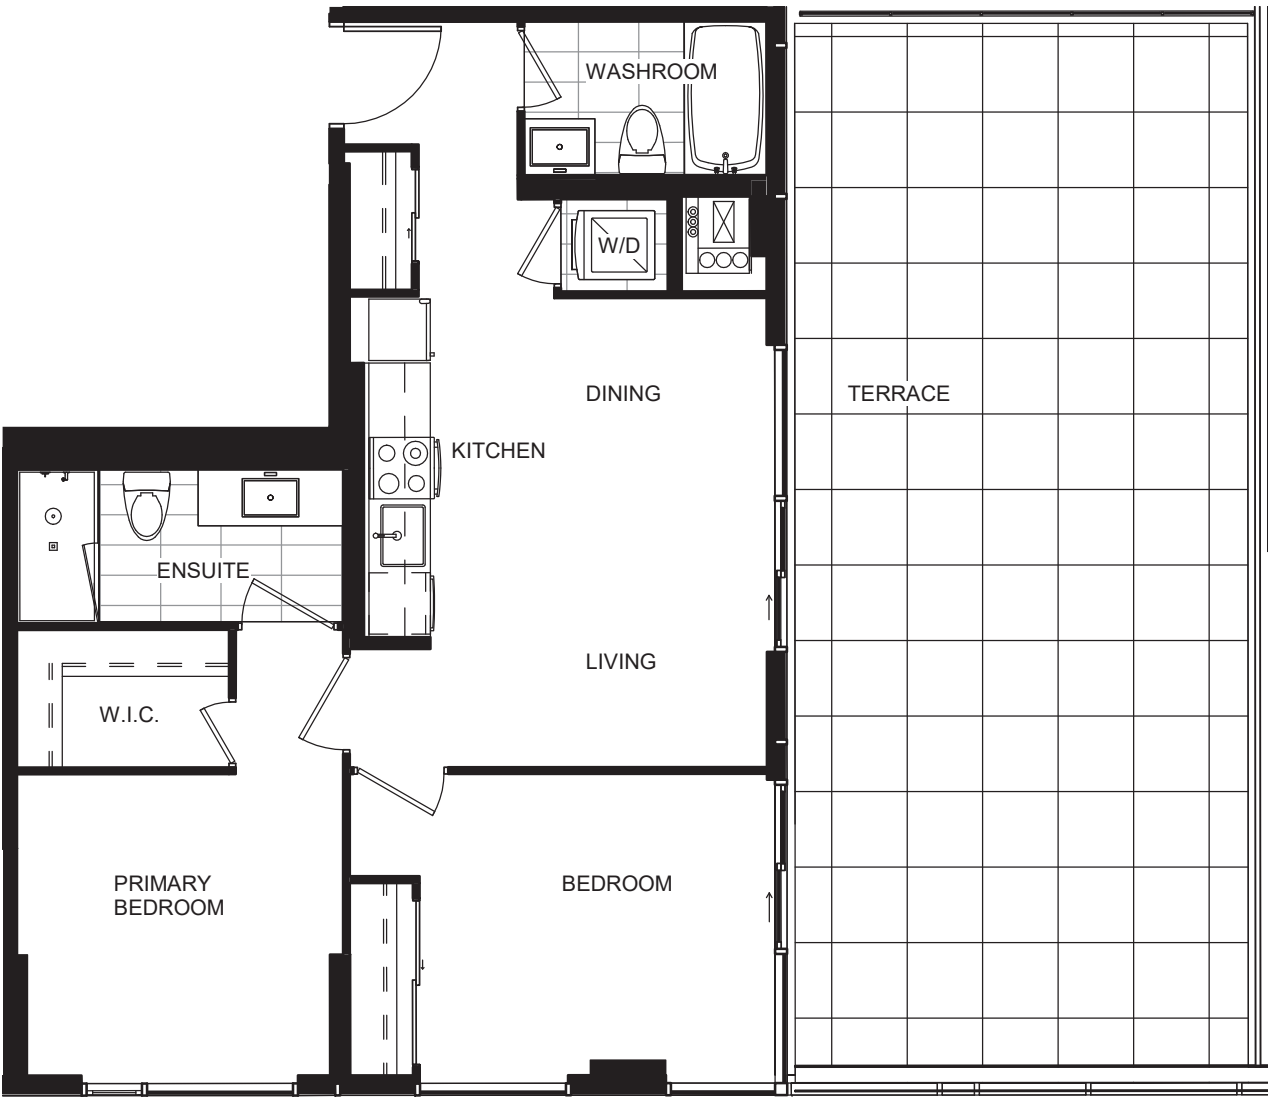 WASHROOM
W/D
DINING
TERRACE
KITCHEN
ENSUITE
LIVING
W.I.C.
PRIMARY
BEDROOM
BEDROOM